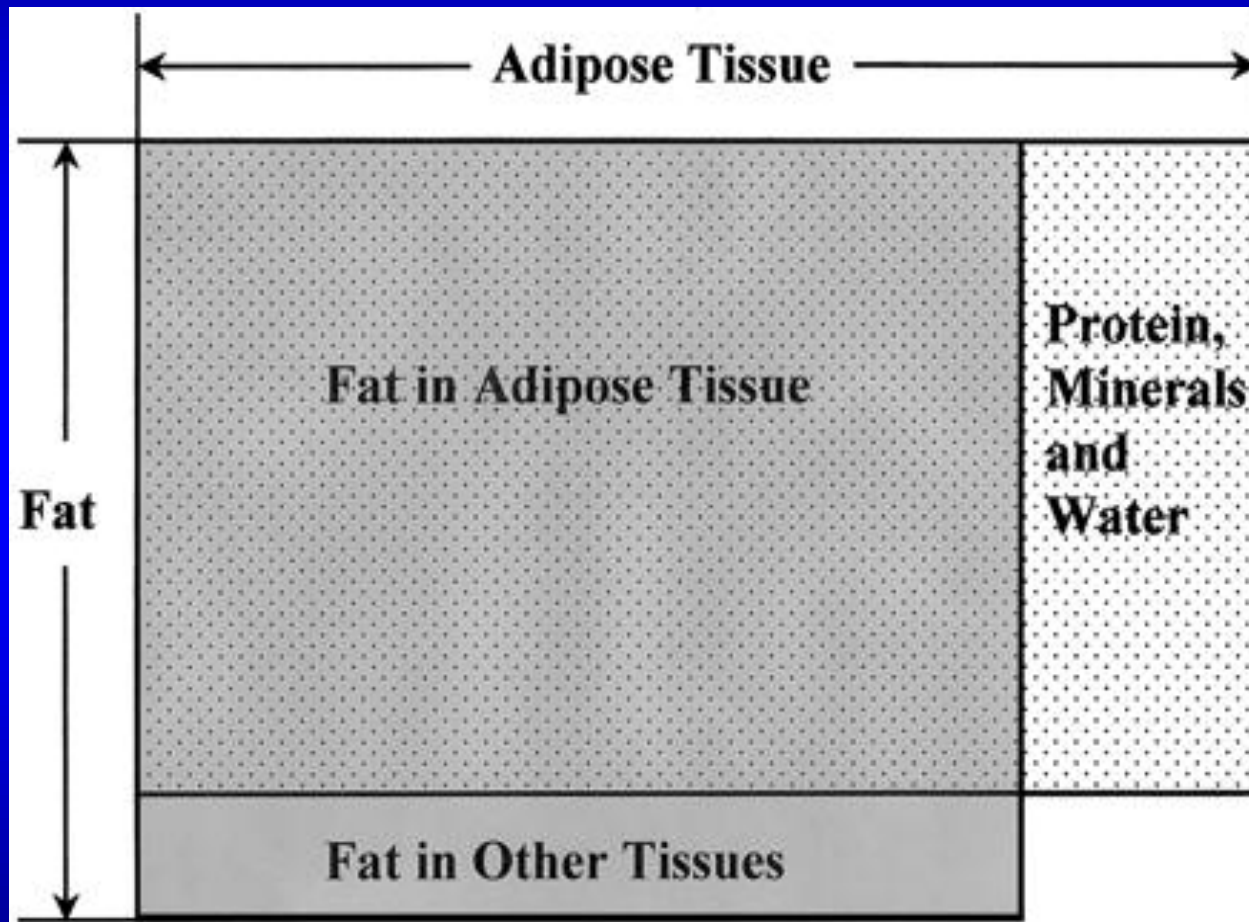 Adipose Tissue
Fat in Adipose Tissue
Protein,
Minerals
and
Water
Fat
Fat in Other Tissues